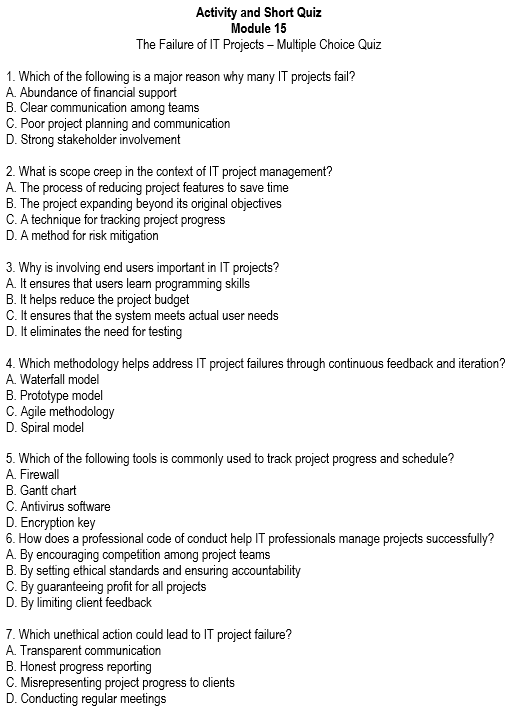 Activity and Short Quiz
Module 15
The Failure of IT Projects – Multiple Choice Quiz
1. Which of the following is a major reason why many IT projects fail?
A. Abundance of financial support
B. Clear communication among teams
C. Poor project planning and communication
D. Strong stakeholder involvement
2. What is scope creep in the context of IT project management?
A. The process of reducing project features to save time
B. The project expanding beyond its original objectives
C. A technique for tracking project progress
D. A method for risk mitigation
3. Why is involving end users important in IT projects?
A. It ensures that users learn programming skills
B. It helps reduce the project budget
C. It ensures that the system meets actual user needs
D. It eliminates the need for testing
4. Which methodology helps address IT project failures through continuous feedback and iteration?
A. Waterfall model
B. Prototype model
C. Agile methodology
D. Spiral model
5. Which of the following tools is commonly used to track project progress and schedule?
A. Firewall
B. Gantt chart
C. Antivirus software
D. Encryption key
6. How does a professional code of conduct help IT professionals manage projects successfully?
A. By encouraging competition among project teams
B. By setting ethical standards and ensuring accountability
C. By guaranteeing profit for all projects
D. By limiting client feedback
7. Which unethical action could lead to IT project failure?
A. Transparent communication
B. Honest progress reporting
C. Misrepresenting project progress to clients
D. Conducting regular meetings